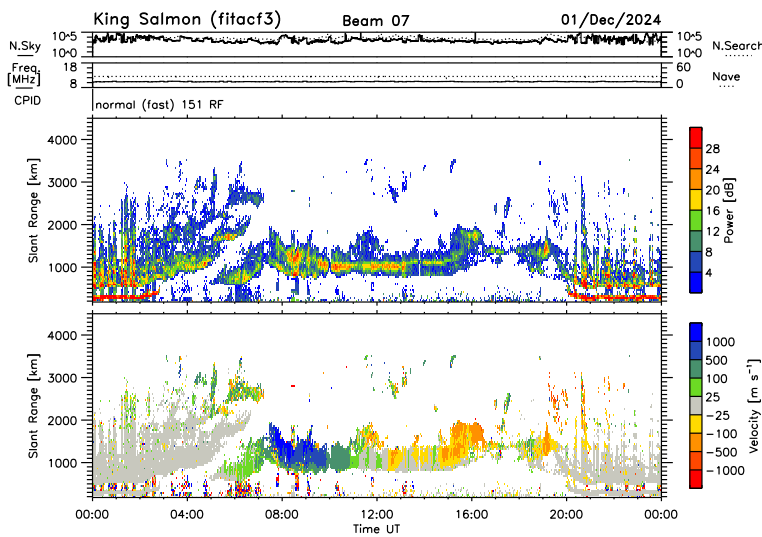 King Salmon (fitacf3) Beam 07 01/Dec/2024
N.Sky 10^5 10^0 10^5 10^0 N.Search
Freq. [MHz] 18 8 60 0 Nave
CPID normal (fast) 151 RF
Slant Range [km] 4000 3000 2000 1000
Power [dB] 28 24 20 16 12 8 4
Slant Range [km] 4000 3000 2000 1000
Velocity [m s⁻¹] 1000 500 100 25 -25 -100 -500 -1000
00:00 04:00 08:00 12:00 16:00 20:00 00:00
Time UT